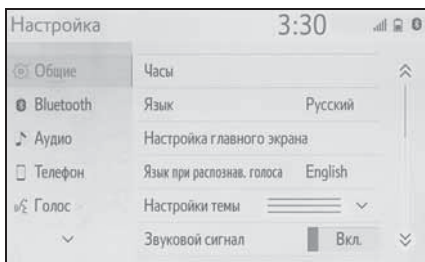 Настройка 3:30
Общие
Bluetooth
Аудио
Телефон
Голос
Часы
Язык Русский
Настройка главного экрана
Язык при распознав. голоса English
Настройки темы
Звуковой сигнал Вкл.